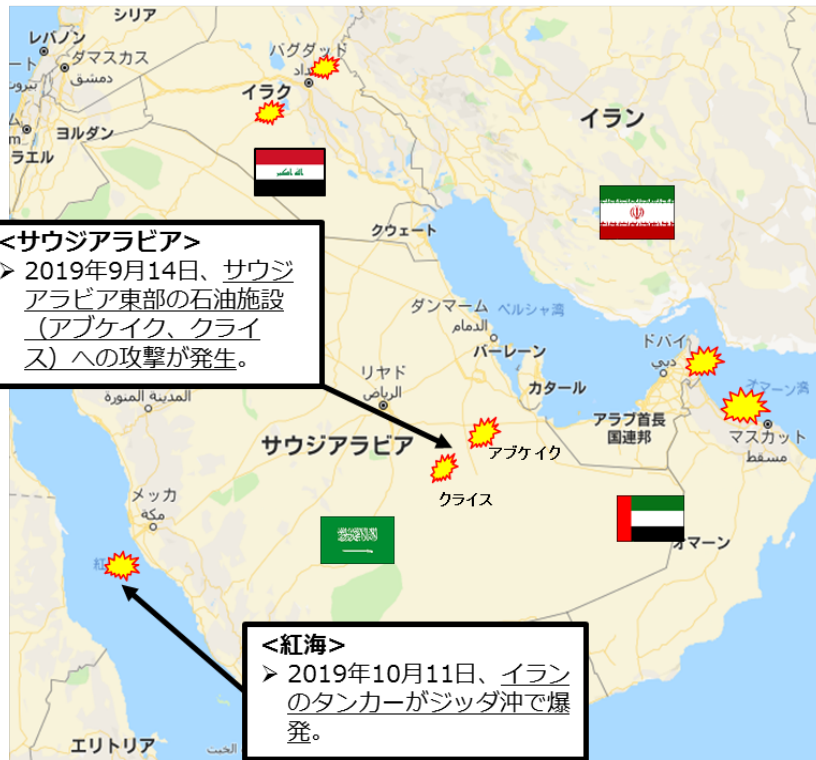 シリア
レバノン
ダマスカス
دمشق
バグダッド
イラク
ヨルダン
ラエル
イラン
クウェート
<サウジアラビア>
➢ 2019年9月14日、サウジ
アラビア東部の石油施設
(アブケイク、クライ
ス)への攻撃が発生。
ダンマーム
الدمام
ペルシャ湾
バーレーン
カタール
ドバイ
دبي
オマーン湾
マスカット
مسقط
アラブ首長
国連邦
المدينة المنورة
リヤド
الرياض
サウジアラビア
アブケイク
クライス
メッカ
مكة
紅
オマーン
<紅海>
➢ 2019年10月11日、イラン
のタンカーがジッダ沖で爆
発。
エリトリア